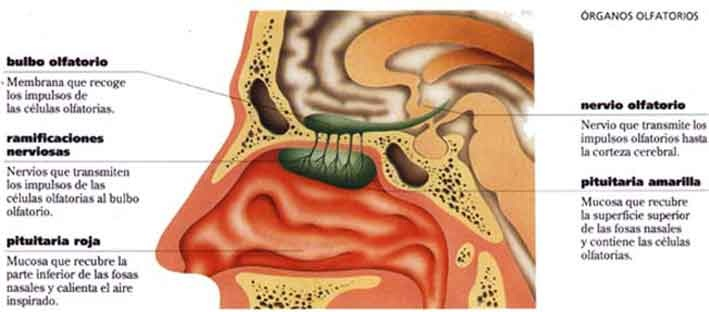 ÓRGANOS OLFATORIOS
bulbo olfatorio
Membrana que recoge
los impulsos de
las células olfatorias.
ramificaciones
nerviosas
Nervios que transmiten
los impulsos de las
células olfatorias al bulbo
olfatorio.
pituitaria roja
Mucosa que recubre la
parte inferior de las fosas
nasales y calienta el aire
inspirado.
nervio olfatorio
Nervio que transmite los
impulsos olfatorios hasta
la corteza cerebral.
pituitaria amarilla
Mucosa que recubre
la superficie superior
de las fosas nasales
y contiene las células
olfatorias.